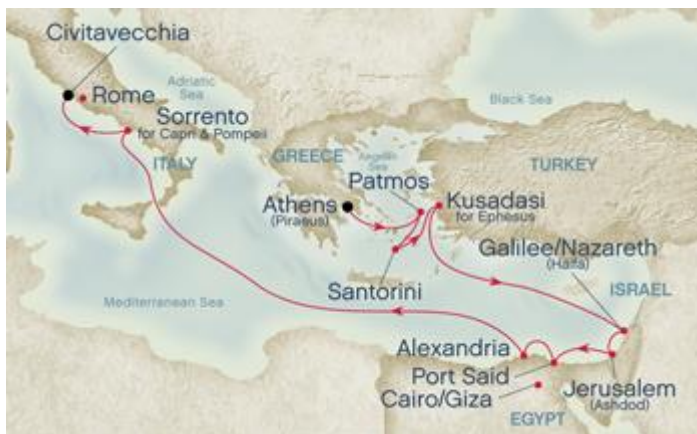 Civitavecchia
Adriatic
Sea
Rome
Black Sea
Sorrento
for Capri & Pompeii
ITALY
GREECE
Aegean
Sea
TURKEY
Patmos
Athens
(Piraeus)
Kusadasi
for Ephesus
Galilee/Nazareth
(Haifa)
Santorini
ISRAEL
Mediterranean Sea
Alexandria
Port Said
Cairo/Giza
Jerusalem
(Ashdod)
EGYPT